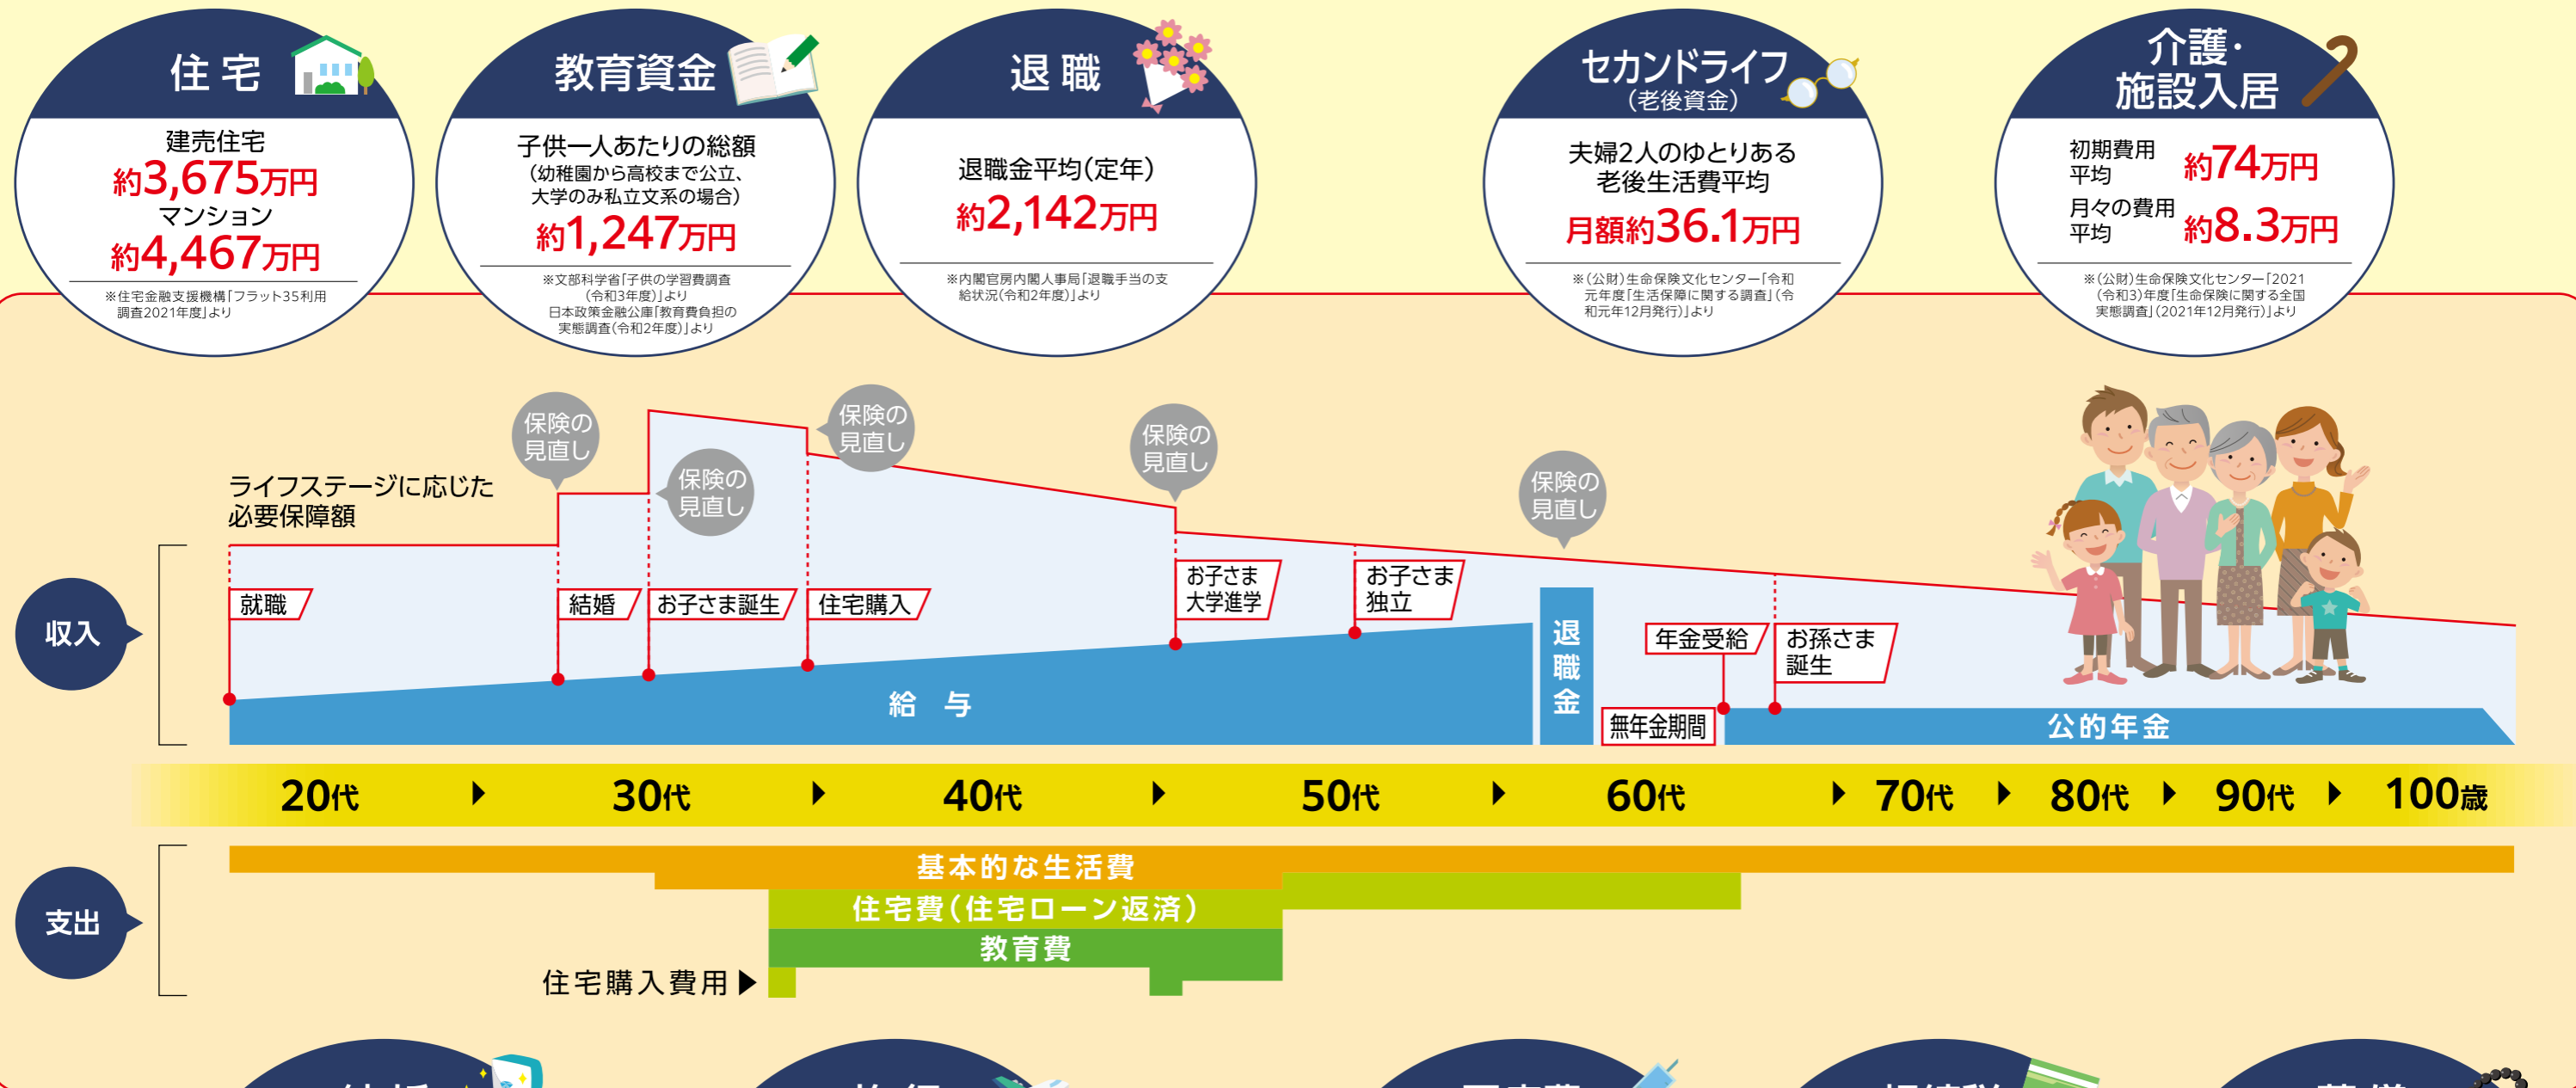 住宅
建売住宅
約3,675万円
マンション
約4,467万円
※住宅金融支援機構「フラット35利用
調査2021年度」より
教育資金
子供一人あたりの総額
(幼稚園から高校まで公立、
大学のみ私立文系の場合)
約1,247万円
※文部科学省「子供の学習費調査
(令和3年度)」より
日本政策金融公庫「教育費負担の
実態調査(令和2年度)」より
退職
退職金平均(定年)
約2,142万円
※内閣官房内閣人事局「退職手当の支
給状況(令和2年度)」より
セカンドライフ
(老後資金)
夫婦2人のゆとりある
老後生活費平均
月額約36.1万円
※(公財)生命保険文化センター「令和
元年度「生活保障に関する調査」(令
和元年12月発行)」より
介護・
施設入居
初期費用
平均
約74万円
月々の費用
平均
約8.3万円
※(公財)生命保険文化センター「2021
(令和3)年度「生命保険に関する全国
実態調査」(2021年12月発行)」より
ライフステージに応じた
必要保障額
保険の
見直し
保険の
見直し
保険の
見直し
保険の
見直し
保険の
見直し
収入
就職
結婚
お子さま誕生
住宅購入
お子さま
大学進学
お子さま
独立
年金受給
お孫さま
誕生
給与
退職金
無年金期間
公的年金
20代
30代
40代
50代
60代
70代
80代
90代
100歳
支出
基本的な生活費
住宅費(住宅ローン返済)
教育費
住宅購入費用